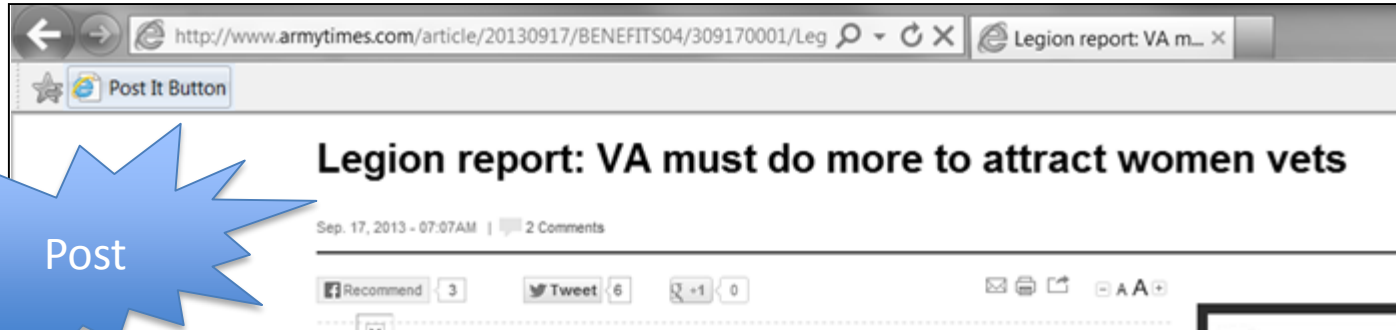 http://www.armytimes.com/article/20130917/BENEFITS04/309170001/Leg
Legion report: VA m...
Post It Button
Legion report: VA must do more to attract women vets
Sep. 17, 2013 - 07:07AM | 2 Comments
Post
Recommend 3 Tweet 6 +1 0 A A